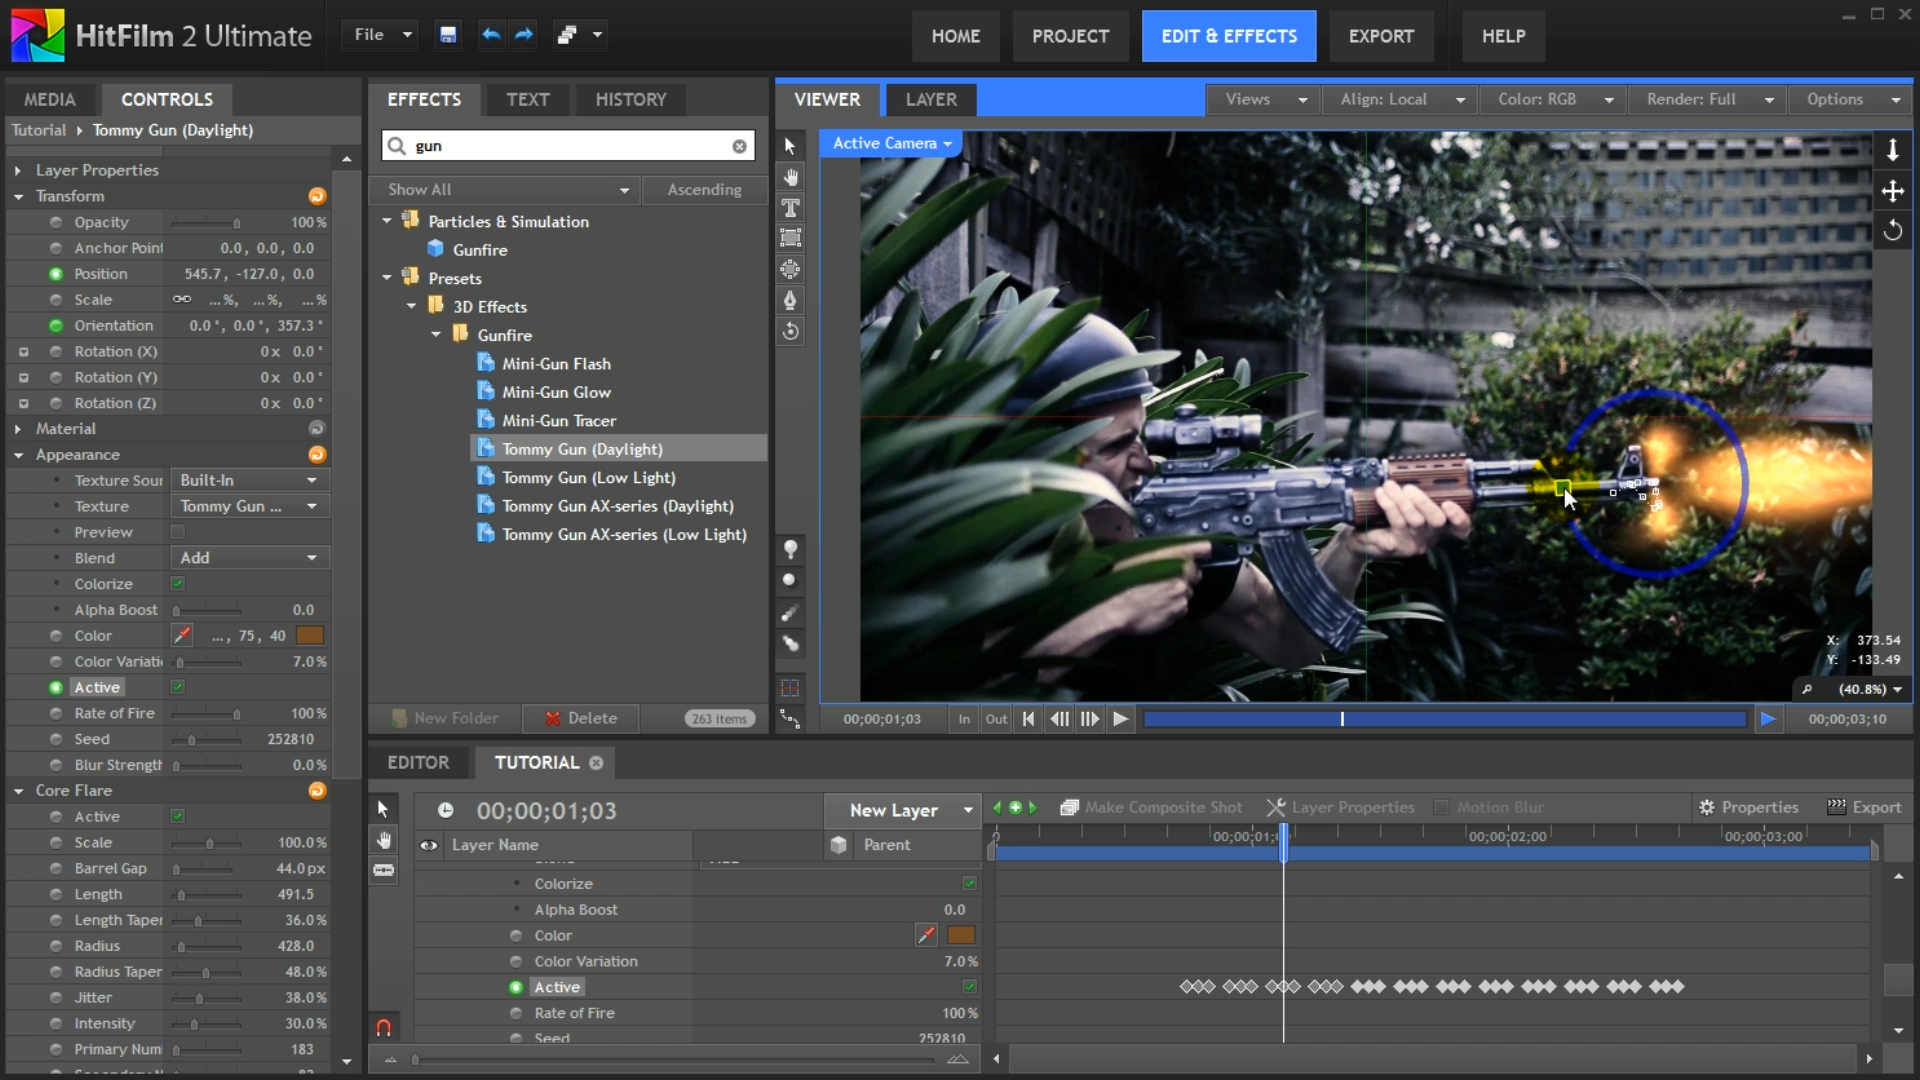 HitFilm 2 Ultimate
File
HOME
PROJECT
EDIT & EFFECTS
EXPORT
HELP
MEDIA
CONTROLS
Tutorial
Tommy Gun (Daylight)
Layer Properties
Transform
Opacity 100%
Anchor Point 0.0, 0.0, 0.0
Position 545.7, -127.0, 0.0
Scale ...%, ...%, ...%
Orientation 0.0°, 0.0°, 357.3°
Rotation (X) 0x 0.0°
Rotation (Y) 0x 0.0°
Rotation (Z) 0x 0.0°
Material
Appearance
Texture Sour Built-In
Texture Tommy Gun ...
Preview
Blend Add
Colorize
Alpha Boost 0.0
Color ..., 75, 40
Color Variati 7.0%
Active
Rate of Fire 100%
Seed 252810
Blur Strength 0.0%
Core Flare
Active
Scale 100.0%
Barrel Gap 44.0px
Length 491.5
Length Taper 36.0%
Radius 428.0
Radius Taper 48.0%
Jitter 38.0%
Intensity 30.0%
Primary Num 183
EFFECTS
TEXT
HISTORY
gun
Show All
Ascending
Particles & Simulation
Gunfire
Presets
3D Effects
Gunfire
Mini-Gun Flash
Mini-Gun Glow
Mini-Gun Tracer
Tommy Gun (Daylight)
Tommy Gun (Low Light)
Tommy Gun AX-series (Daylight)
Tommy Gun AX-series (Low Light)
New Folder
Delete
263 items
VIEWER
LAYER
Views
Align: Local
Color: RGB
Render: Full
Options
Active Camera
X: 373.54
Y: -133.49
(40.8%)
00;00;01;03
In
Out
00;00;03;10
EDITOR
TUTORIAL
00;00;01;03
New Layer
Make Composite Shot
Layer Properties
Motion Blur
Properties
Export
Layer Name
Parent
0
00;00;01;0
00;00;02;00
00;00;03;00
Colorize
Alpha Boost 0.0
Color
Color Variation 7.0%
Active
Rate of Fire 100%
Seed 252810